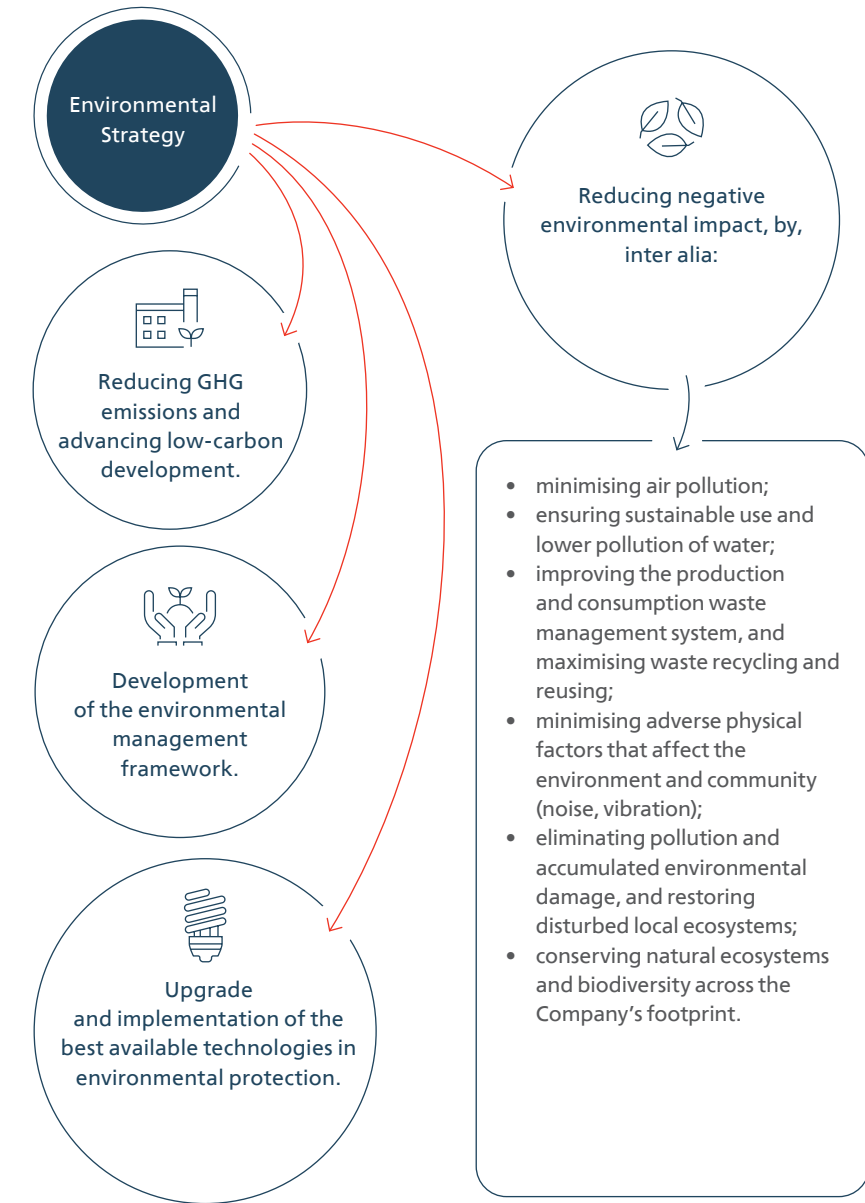 Environmental
Strategy
Reducing negative
environmental impact, by,
inter alia:
Reducing GHG
emissions and
advancing low-carbon
development.
Development
of the environmental
management
framework.
Upgrade
and implementation of the
best available technologies in
environmental protection.
• minimising air pollution;
• ensuring sustainable use and
lower pollution of water;
• improving the production
and consumption waste
management system, and
maximising waste recycling and
reusing;
• minimising adverse physical
factors that affect the
environment and community
(noise, vibration);
• eliminating pollution and
accumulated environmental
damage, and restoring
disturbed local ecosystems;
• conserving natural ecosystems
and biodiversity across the
Company’s footprint.